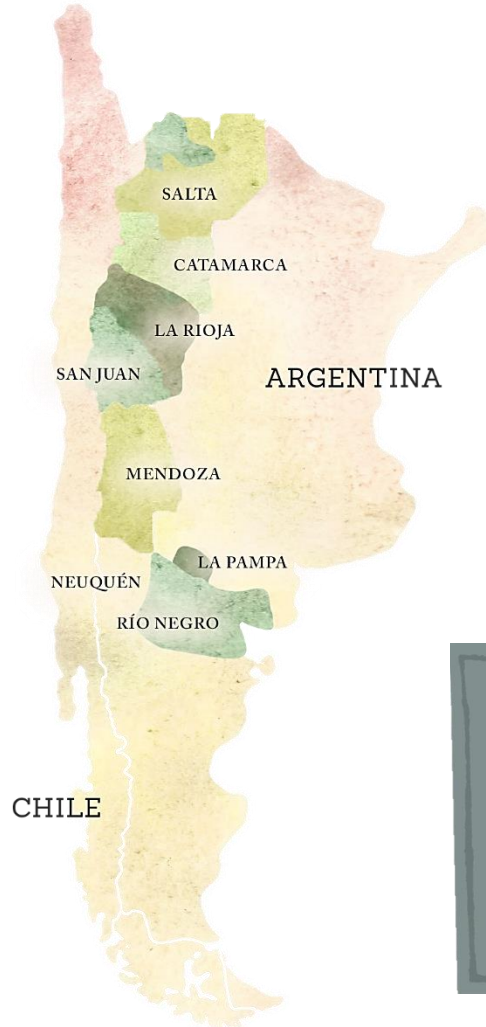 SALTA
CATAMARCA
LA RIOJA
SAN JUAN
ARGENTINA
MENDOZA
LA PAMPA
NEUQUÉN
RÍO NEGRO
CHILE